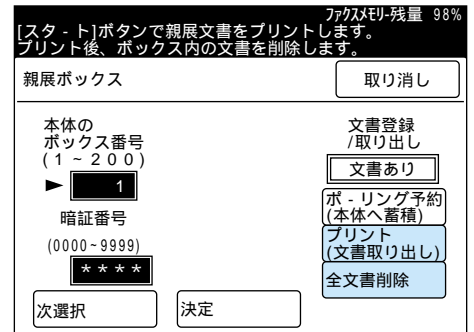 ファクスメモリ-残量 98%
[スタ - ト]ボタンで親展文書をプリントします。
プリント後、ボックス内の文書を削除します。
親展ボックス
取り消し
本体の
ボックス番号
(1~200)
1
暗証番号
(0000~9999)
****
次選択
決定
文書登録
/取り出し
文書あり
ポ - リング予約
(本体へ蓄積)
プリント
(文書取り出し)
全文書削除